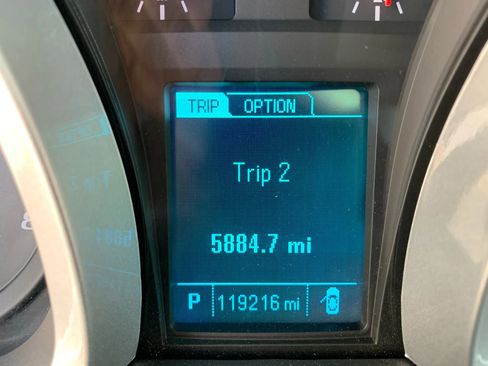 TRIP OPTION
Trip 2
5884.7 mi
P 119216 mi